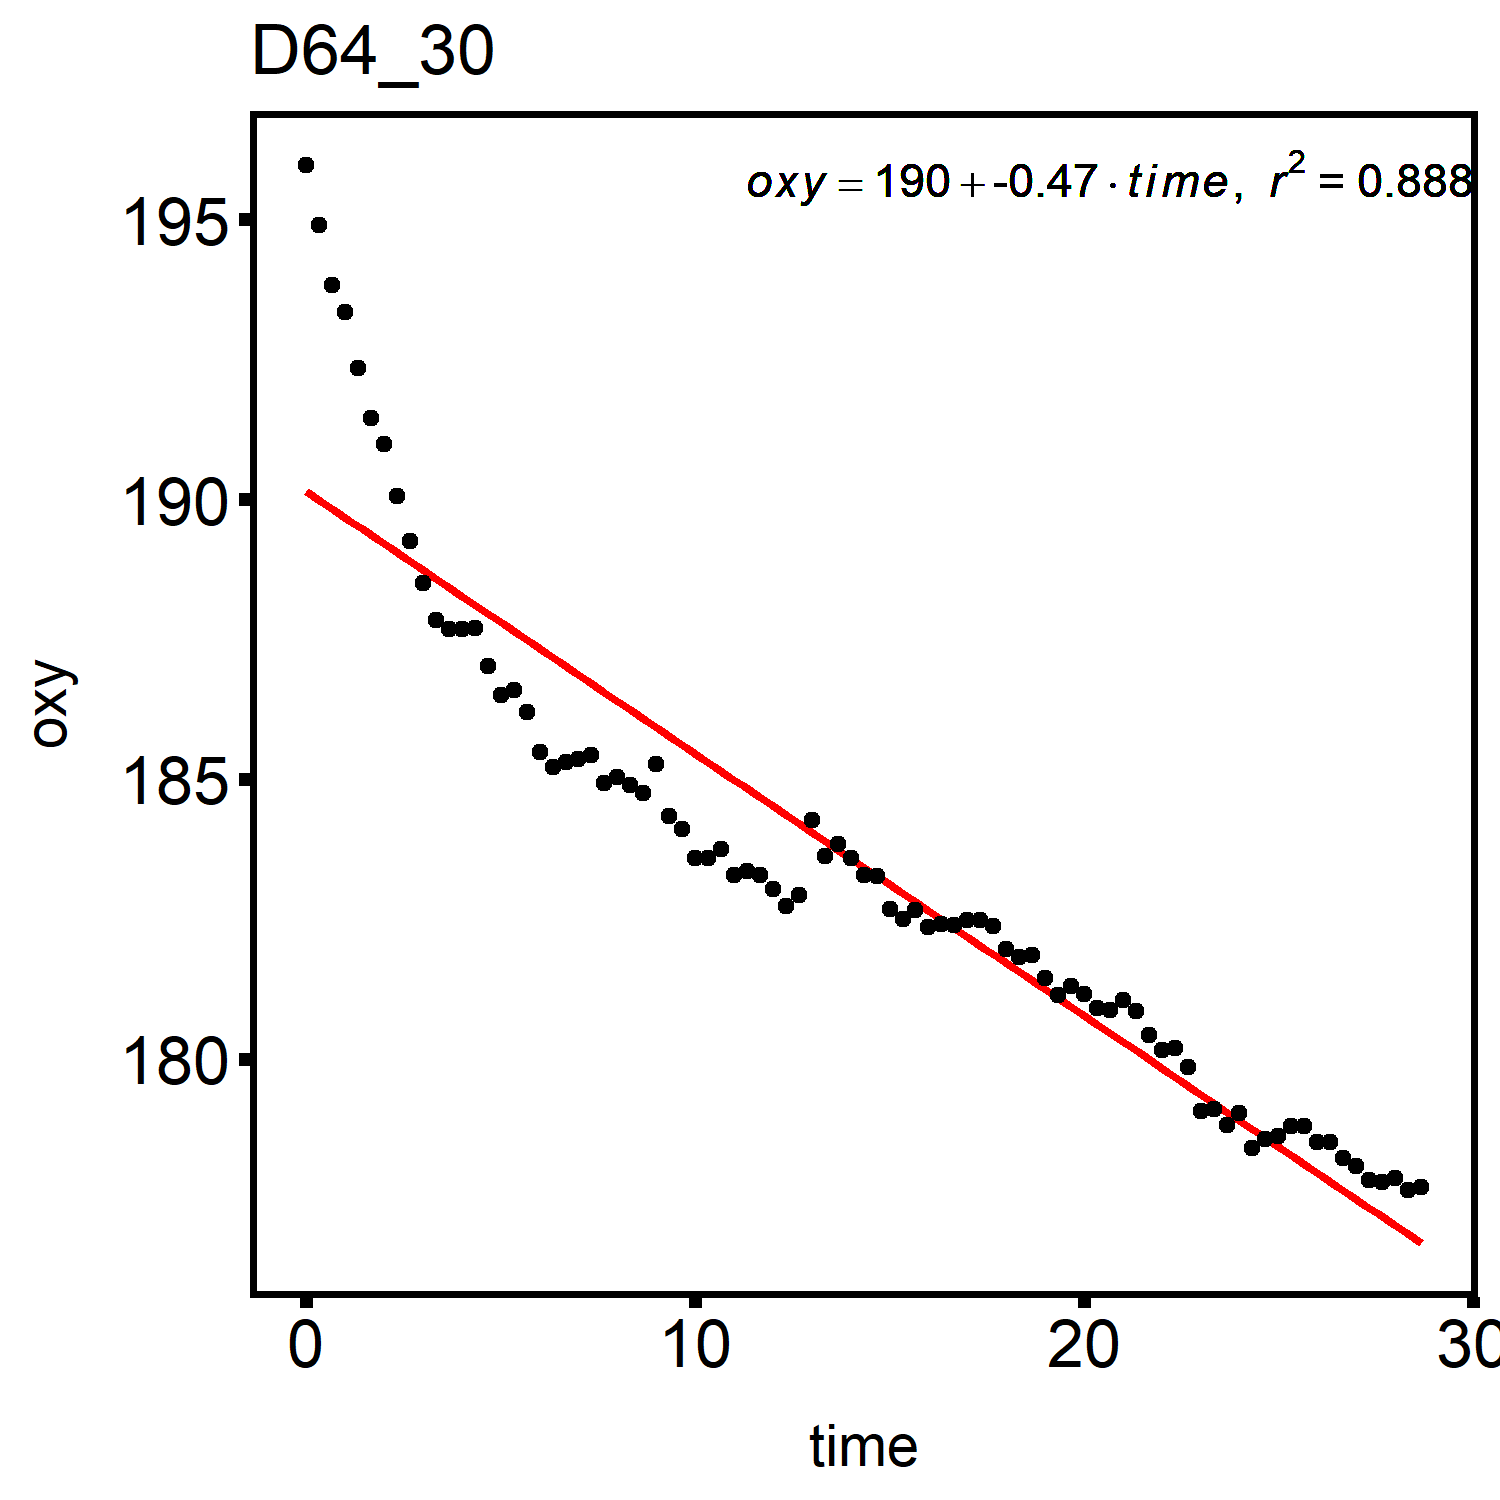 D64_30
oxy = 190 + -0.47 · time, r² = 0.888
195
190
185
180
oxy
0 10 20 30
time